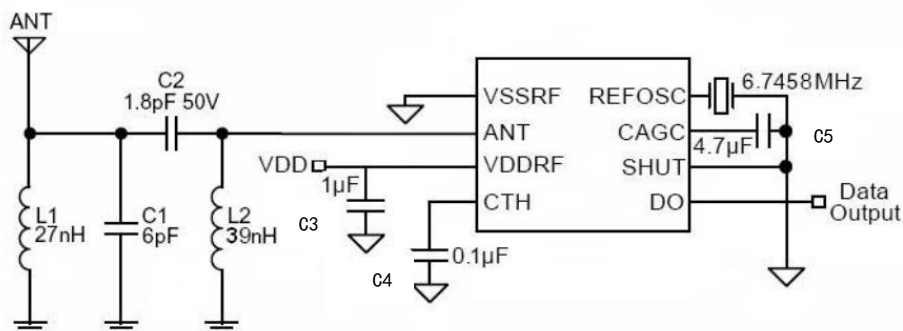 ANT
C2
1.8pF 50V
L1
27nH
C1
6pF
L2
39nH
VDD
1µF
C3
C4
0.1µF
VSSRF
ANT
VDDRF
CTH
REFOSC
CAGC
SHUT
DO
6.7458MHz
4.7µF
C5
Data
Output